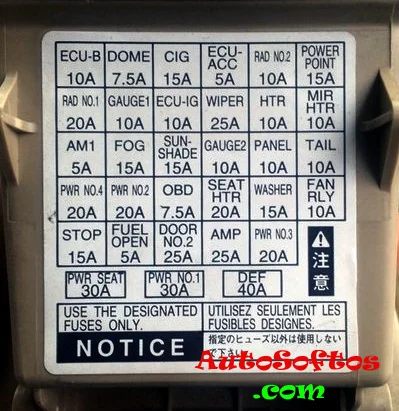 ECU-B DOME CIG ECU-ACC RAD NO.2 POWER POINT
10A 7.5A 15A 5A 10A 15A
RAD NO.1 GAUGE1 ECU-IG WIPER HTR MIR HTR
20A 10A 10A 25A 10A 10A
AM1 FOG SUN-SHADE GAUGE2 PANEL TAIL
5A 15A 15A 10A 10A 10A
PWR NO.4 PWR NO.2 OBD SEAT HTR WASHER FAN RLY
20A 20A 7.5A 20A 15A 10A
STOP FUEL OPEN DOOR NO.2 AMP PWR NO.3
15A 5A 25A 25A 20A
注意
PWR SEAT PWR NO.1 DEF
30A 30A 40A
USE THE DESIGNATED
FUSES ONLY.
UTILISEZ SEULEMENT LES
FUSIBLES DESIGNES.
NOTICE
指定のヒューズ以外は使用しない
で下さい。
AutoSoftos
.com